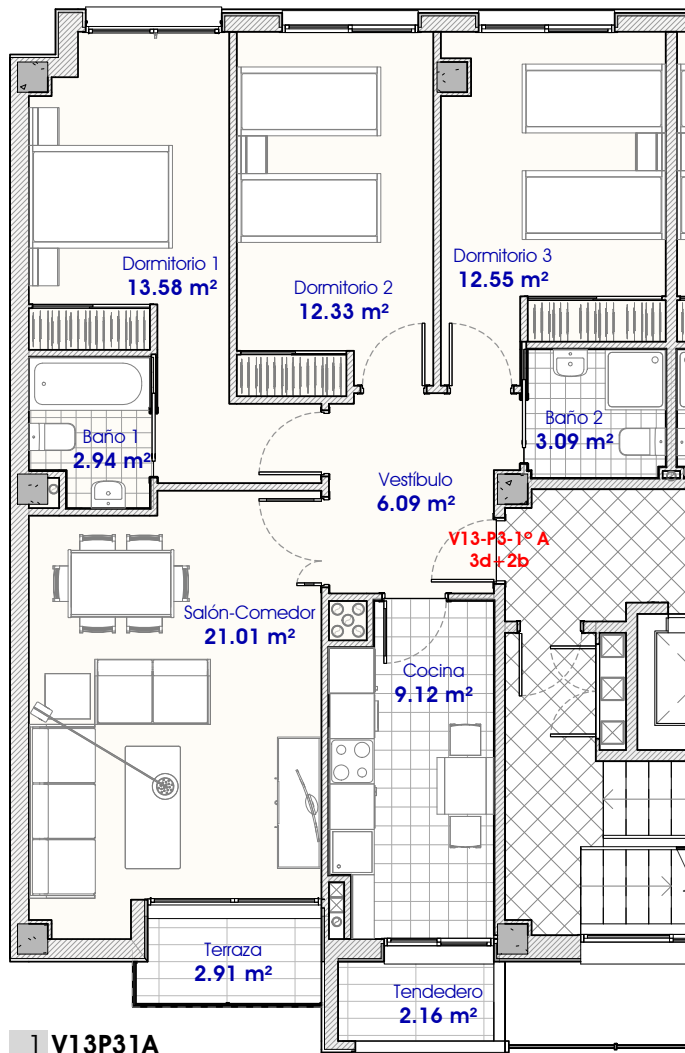 Dormitorio 1
13.58 m²
Dormitorio 2
12.33 m²
Dormitorio 3
12.55 m²
Baño 1
2.94 m²
Baño 2
3.09 m²
Vestíbulo
6.09 m²
V13-P3-1º A
3d+2b
Salón-Comedor
21.01 m²
Cocina
9.12 m²
Terraza
2.91 m²
Tendedero
2.16 m²
1 V13P31A